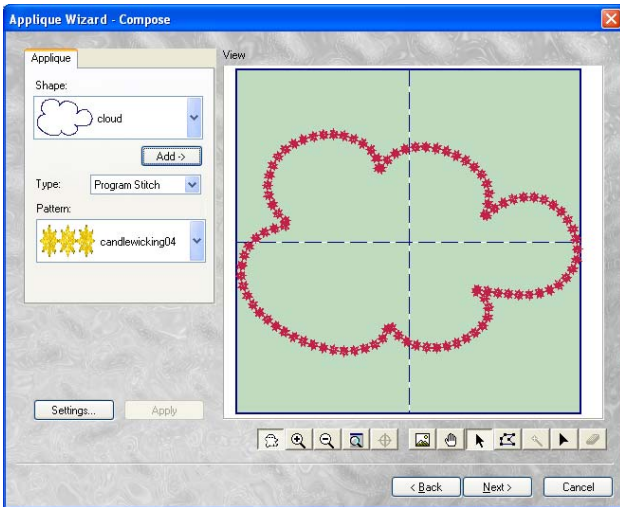 Applique Wizard - Compose
Applique
View
Shape:
cloud
Add ->
Type:
Program Stitch
Pattern:
candlewicking04
Settings...
Apply
< Back
Next >
Cancel